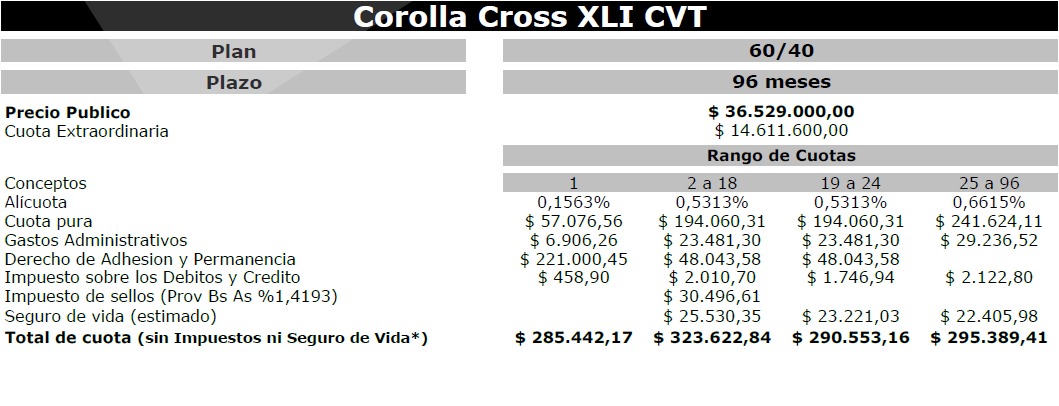 Corolla Cross XLI CVT
Plan 60/40
Plazo 96 meses
Precio Publico $ 36.529.000,00
Cuota Extraordinaria $ 14.611.600,00
Rango de Cuotas
Conceptos 1 2 a 18 19 a 24 25 a 96
Alícuota 0,1563% 0,5313% 0,5313% 0,6615%
Cuota pura $ 57.076,56 $ 194.060,31 $ 194.060,31 $ 241.624,11
Gastos Administrativos $ 6.906,26 $ 23.481,30 $ 23.481,30 $ 29.236,52
Derecho de Adhesion y Permanencia $ 221.000,45 $ 48.043,58 $ 48.043,58
Impuesto sobre los Debitos y Credito $ 458,90 $ 2.010,70 $ 1.746,94 $ 2.122,80
Impuesto de sellos (Prov Bs As %1,4193) $ 30.496,61
Seguro de vida (estimado) $ 25.530,35 $ 23.221,03 $ 22.405,98
Total de cuota (sin Impuestos ni Seguro de Vida*) $ 285.442,17 $ 323.622,84 $ 290.553,16 $ 295.389,41